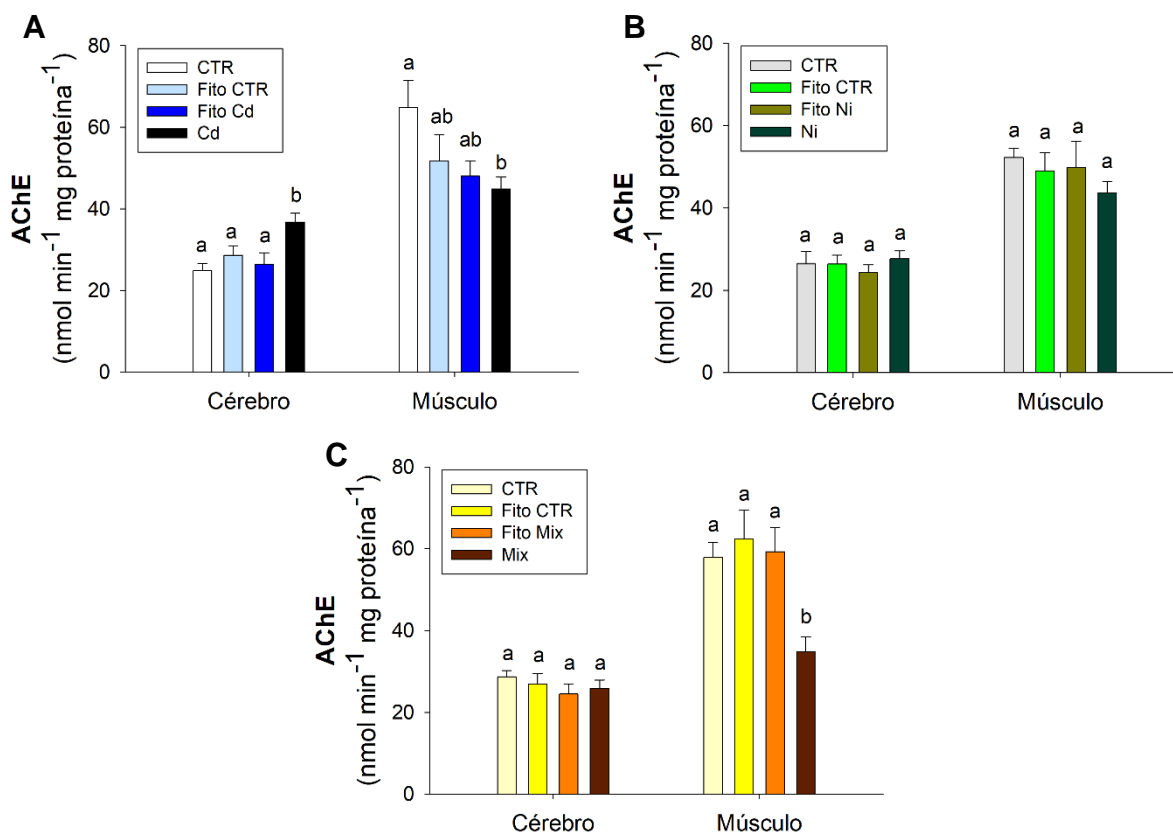 A
80
60
40
20
0
AChE
(nmol min⁻¹ mg proteína⁻¹)
CTR
Fito CTR
Fito Cd
Cd
a a a b
a ab ab b
Cérebro Músculo
B
80
60
40
20
0
AChE
(nmol min⁻¹ mg proteína⁻¹)
CTR
Fito CTR
Fito Ni
Ni
a a a a
a a a a
Cérebro Músculo
C
80
60
40
20
0
AChE
(nmol min⁻¹ mg proteína⁻¹)
CTR
Fito CTR
Fito Mix
Mix
a a a a
a a a b
Cérebro Músculo